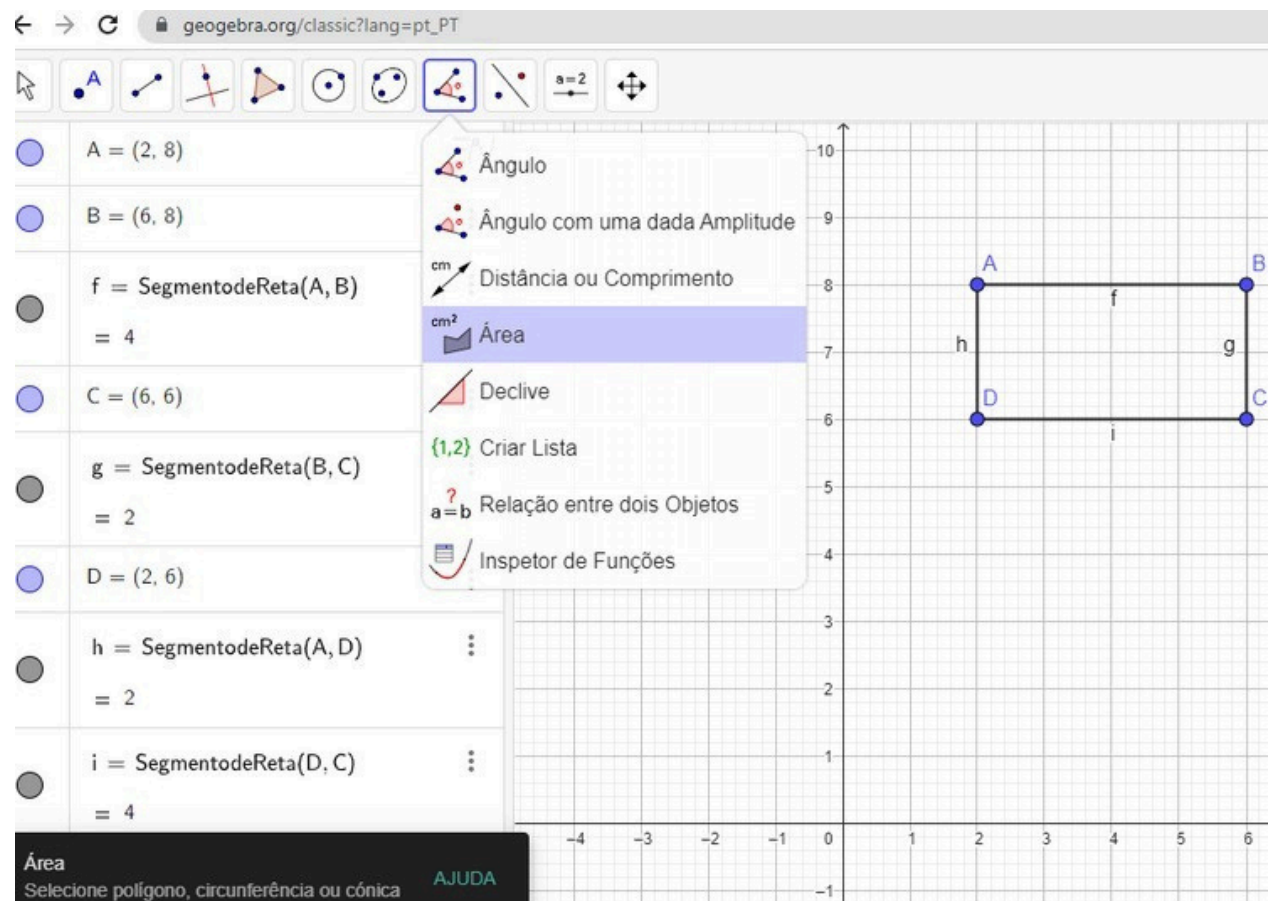 geogebra.org/classic?lang=pt_PT
A
a=2
A = (2, 8)
B = (6, 8)
f = SegmentodeReta(A, B)
= 4
C = (6, 6)
g = SegmentodeReta(B, C)
= 2
D = (2, 6)
h = SegmentodeReta(A, D)
= 2
i = SegmentodeReta(D, C)
= 4
Ângulo
Ângulo com uma dada Amplitude
cm Distância ou Comprimento
cm² Área
Declive
{1,2} Criar Lista
a?=b Relação entre dois Objetos
Inspetor de Funções
10
9
8
7
6
5
4
3
2
1
–4 –3 –2 –1 0 1 2 3 4 5 6
–1
A B
f
h g
D C
i
Área
Selecione polígono, circunferência ou cónica
AJUDA